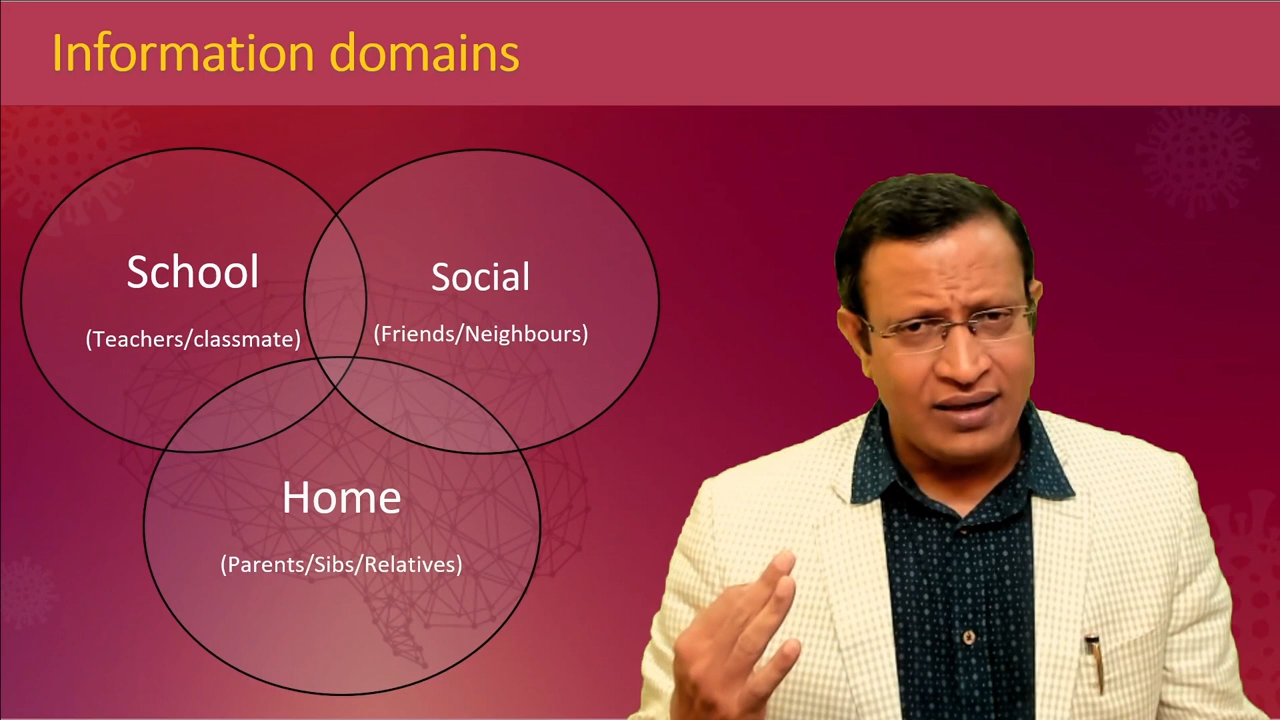 Information domains
School
(Teachers/classmate)
Social
(Friends/Neighbours)
Home
(Parents/Sibs/Relatives)